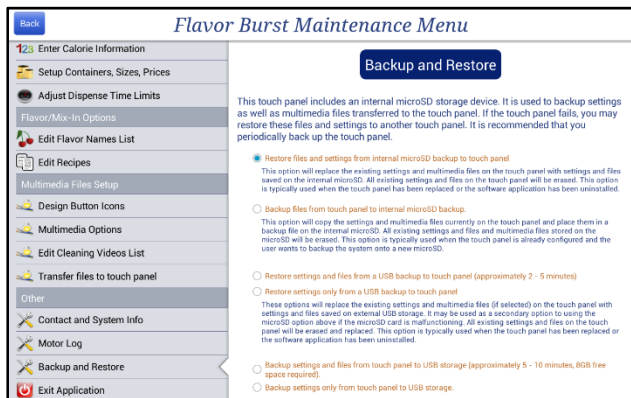 Back
Flavor Burst Maintenance Menu
123 Enter Calorie Information
Setup Containers, Sizes, Prices
Adjust Dispense Time Limits
Flavor/Mix-In Options
Edit Flavor Names List
Edit Recipes
Multimedia Files Setup
Design Button Icons
Multimedia Options
Edit Cleaning Videos List
Transfer files to touch panel
Other
Contact and System Info
Motor Log
Backup and Restore
Exit Application
Backup and Restore
This touch panel includes an internal microSD storage device. It is used to backup settings
as well as multimedia files transferred to the touch panel. If the touch panel fails, you may
restore these files and settings to another touch panel. It is recommended that you
periodically back up the touch panel.
Restore files and settings from internal microSD backup to touch panel
This option will replace the existing settings and multimedia files on the touch panel with settings and files
saved on the internal microSD. All existing settings and files on the touch panel will be erased. This option
is typically used when the touch panel has been replaced or the software application has been uninstalled.
Backup files from touch panel to internal microSD backup.
This option will copy the settings and multimedia files currently on the touch panel and place them in a
backup file on the internal microSD. All existing settings and files and multimedia files stored on the
microSD will be erased. This option is typically used when the touch panel is already configured and the
user wants to backup the system onto a new microSD.
Restore settings and files from a USB backup to touch panel (approximately 2 - 5 minutes)
Restore settings only from a USB backup to touch panel
These options will replace the existing settings and multimedia files (if selected) on the touch panel with
settings and files saved on external USB storage. It may be used as a secondary option to using the
microSD option above if the microSD card is malfunctioning. All existing settings and files on the touch
panel will be erased and replaced. This option is typically used when the touch panel has been replaced or
the software application has been uninstalled.
Backup settings and files from touch panel to USB storage (approximately 5 - 10 minutes, 8GB free
space required).
Backup settings only from touch panel to USB storage.